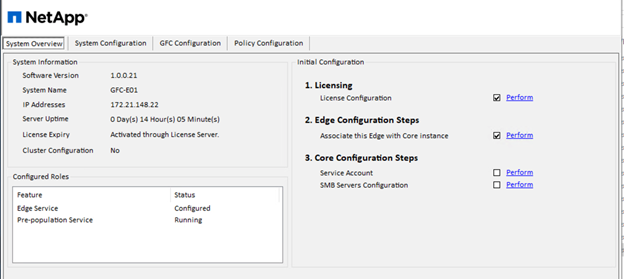 NetApp®
System Overview System Configuration GFC Configuration Policy Configuration
System Information
Software Version 1.0.0.21
System Name GFC-E01
IP Addresses 172.21.148.22
Server Uptime 0 Day(s) 14 Hour(s) 05 Minute(s)
License Expiry Activated through License Server.
Cluster Configuration No
Configured Roles
Feature Status
Edge Service Configured
Pre-population Service Running
Initial Configuration
1. Licensing
License Configuration Perform
2. Edge Configuration Steps
Associate this Edge with Core instance Perform
3. Core Configuration Steps
Service Account Perform
SMB Servers Configuration Perform